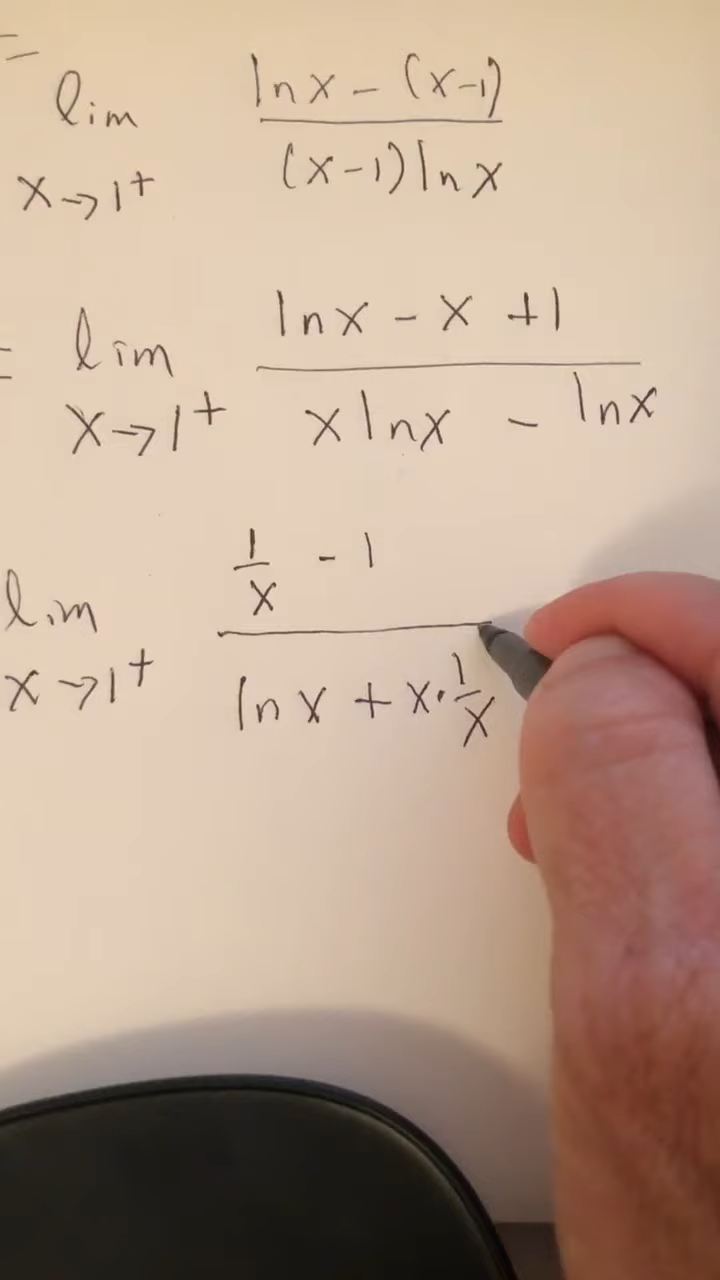 =
lim ln x - (x-1)
x→1⁺ (x-1) ln x
= lim ln x - x + 1
x→1⁺ x ln x - ln x
lim 1/x - 1
x→1⁺ ln x + x · 1/x